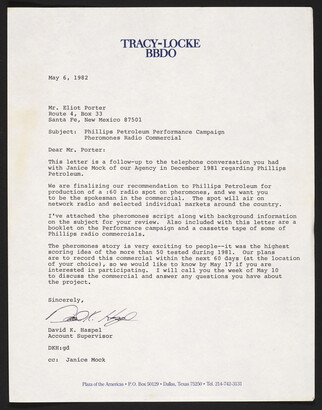 TRACY-LOCKE
BBDO
May 6, 1982
Mr. Eliot Porter
Route 4, Box 33
Santa Fe, New Mexico 87501
Subject: Phillips Petroleum Performance Campaign
Pheromones Radio Commercial
Dear Mr. Porter:
This letter is a follow-up to the telephone conversation you had
with Janice Mock of our Agency in December 1981 regarding Phillips
Petroleum.
We are finalizing our recommendation to Phillips Petroleum for
production of a :60 radio spot on pheromones, and we want you
to be the spokesman in the commercial. The spot will air on
network radio and selected individual markets around the country.
I've attached the pheromones script along with background information
on the subject for your review. Also included with this letter are a
booklet on the Performance campaign and a cassette tape of some of
Phillips radio commercials.
The pheromones story is very exciting to people--it was the highest
scoring idea of the more than 50 tested during 1981. Our plans
are to record this commercial within the next 60 days (at the location
of your choice), so we would like to know by May 17 if you are
interested in participating. I will call you the week of May 10
to discuss the commercial and answer any questions you have about
the project.
Sincerely,
David K. Haspel
David K. Haspel
Account Supervisor
DKH:gd
cc: Janice Mock
Plaza of the Americas • P.O. Box 50129 • Dallas, Texas 75250 • Tel. 214-742-3131